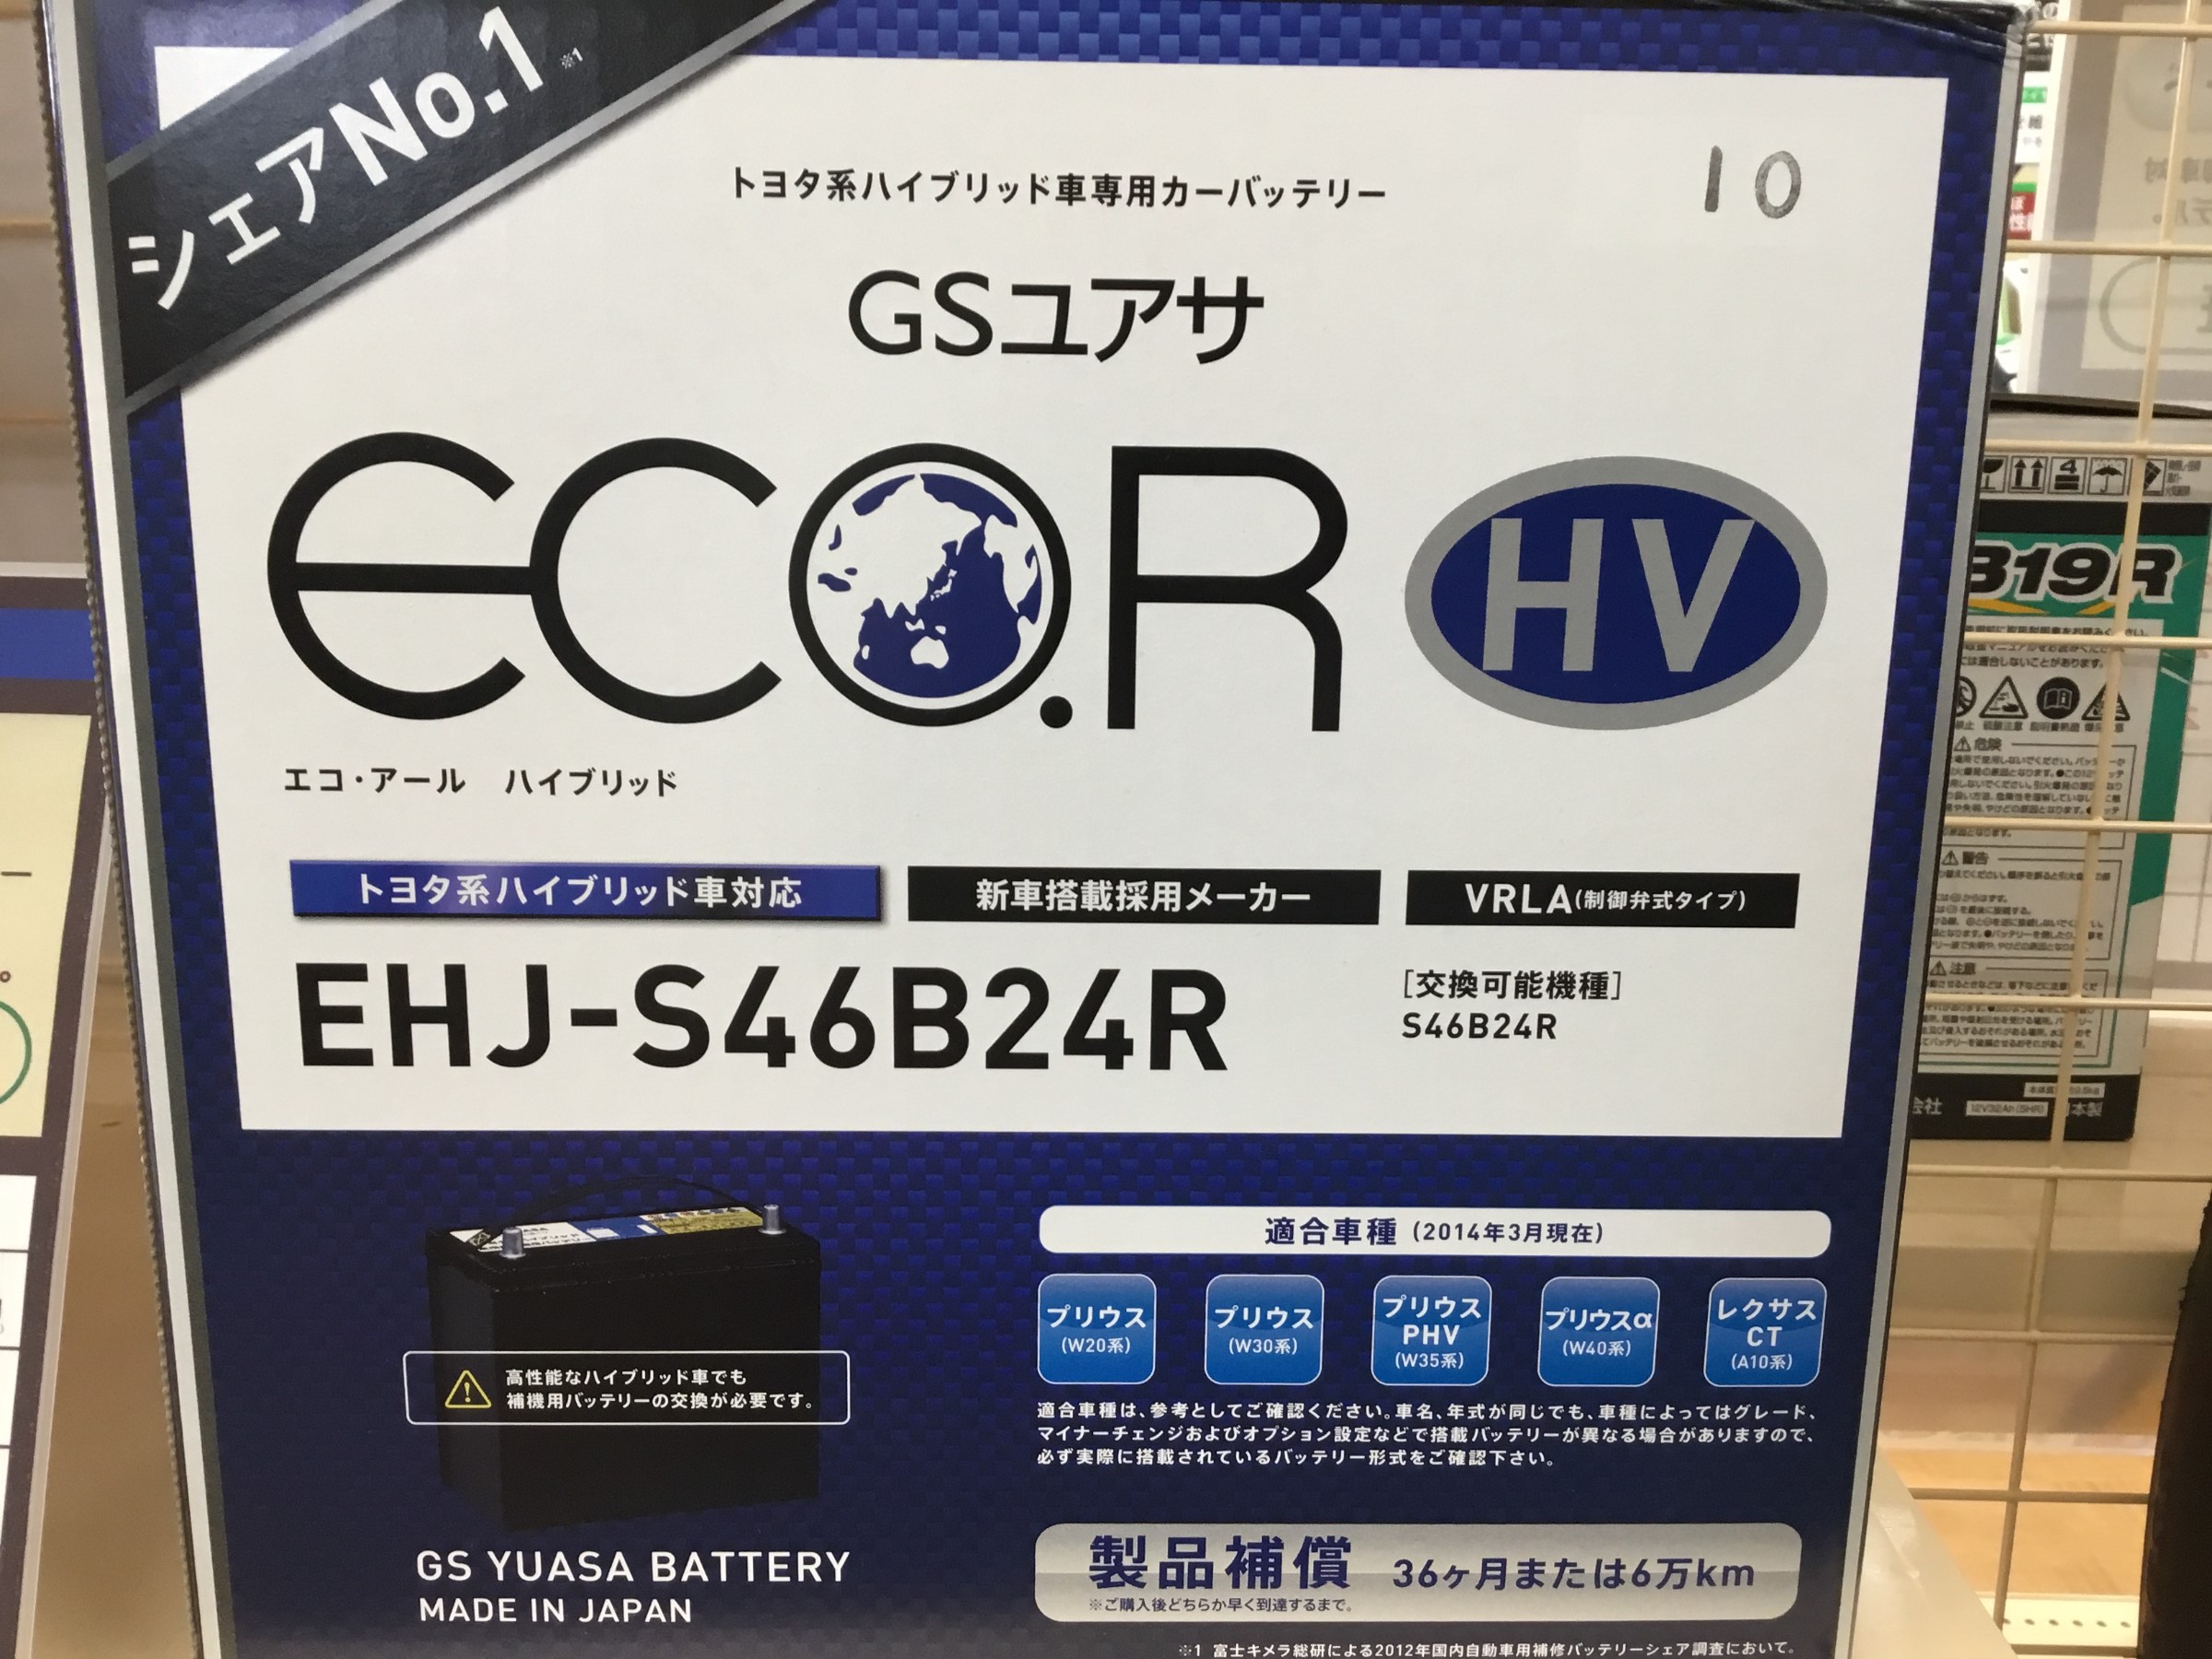 シェアNo.1 ※1
トヨタ系ハイブリッド車専用カーバッテリー
10
GSユアサ
eco.R HV
エコ・アール ハイブリッド
トヨタ系ハイブリッド車対応
新車搭載採用メーカー
VRLA(制御弁式タイプ)
EHJ-S46B24R
[交換可能機種]
S46B24R
適合車種 (2014年3月現在)
プリウス
(W20系)
プリウス
(W30系)
プリウス
PHV
(W35系)
プリウスα
(W40系)
レクサス
CT
(A10系)
高性能なハイブリッド車でも
補機用バッテリーの交換が必要です。
適合車種は、参考としてご確認ください。車名、年式が同じでも、車種によってはグレード、
マイナーチェンジおよびオプション設定などで搭載バッテリーが異なる場合がありますので、
必ず実際に搭載されているバッテリー形式をご確認下さい。
GS YUASA BATTERY
MADE IN JAPAN
製品補償 36ヶ月または6万km
※ご購入後どちらか早く到達するまで。
※1 富士キメラ総研による2012年国内自動車用補修バッテリーシェア調査において。
B19R
危険
警告
注意